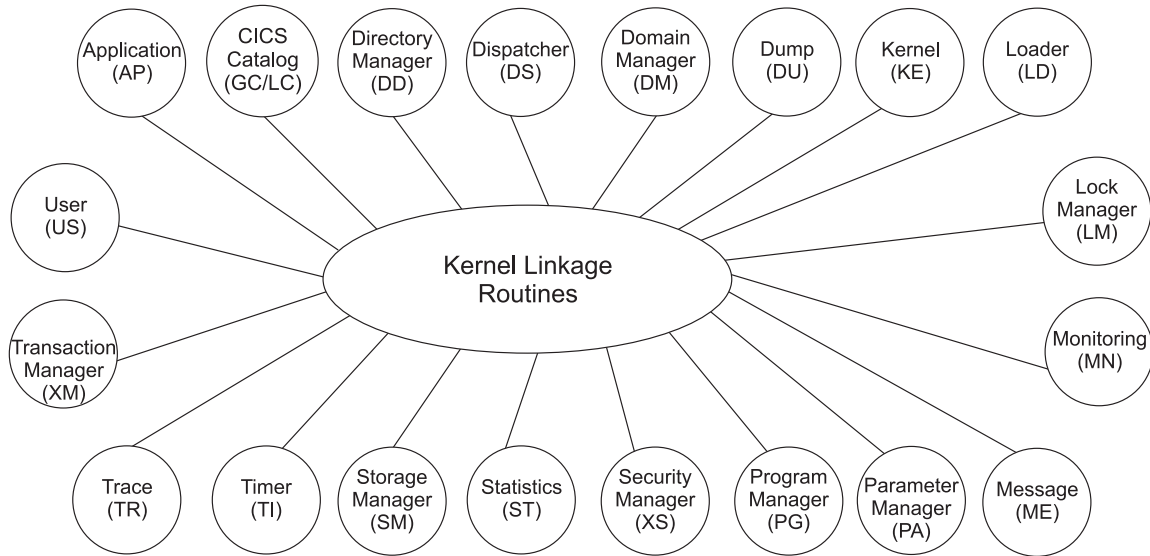 Application
(AP)
CICS
Catalog
(GC/LC)
Directory
Manager
(DD)
Dispatcher
(DS)
Domain
Manager
(DM)
Dump
(DU)
Kernel
(KE)
Loader
(LD)
User
(US)
Lock
Manager
(LM)
Kernel Linkage
Routines
Transaction
Manager
(XM)
Monitoring
(MN)
Trace
(TR)
Timer
(TI)
Storage
Manager
(SM)
Statistics
(ST)
Security
Manager
(XS)
Program
Manager
(PG)
Parameter
Manager
(PA)
Message
(ME)